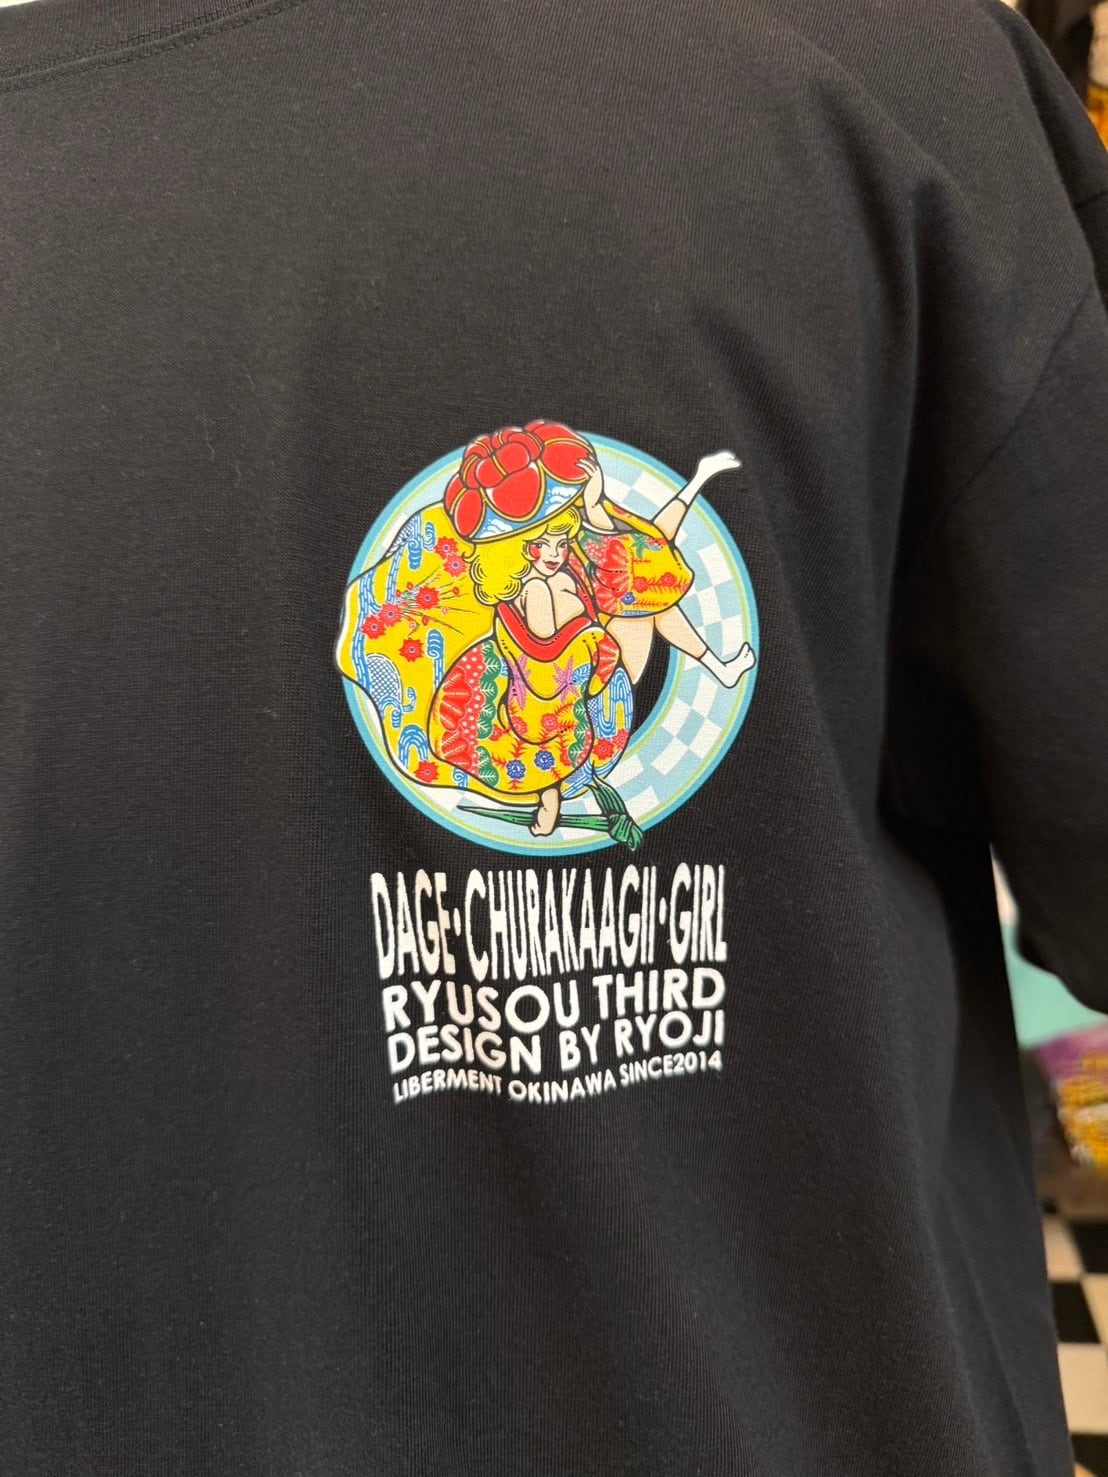 DAGE・CHURAKAAGII・GIRL
RYUSOU THIRD
DESIGN BY RYOJI
LIBERMENT OKINAWA SINCE2014